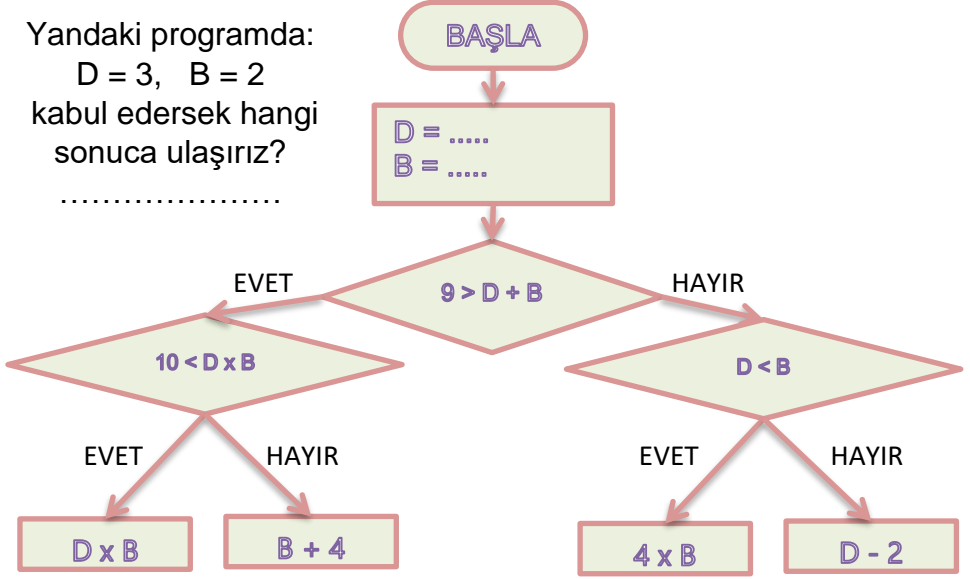 Yandaki programda:
D = 3, B = 2
kabul edersek hangi
sonuca ulaşırız?
…………………
BAŞLA
D = .....
B = .....
9 > D + B
EVET
HAYIR
10 < D x B
D < B
EVET
HAYIR
EVET
HAYIR
D x B
B + 4
4 x B
D - 2